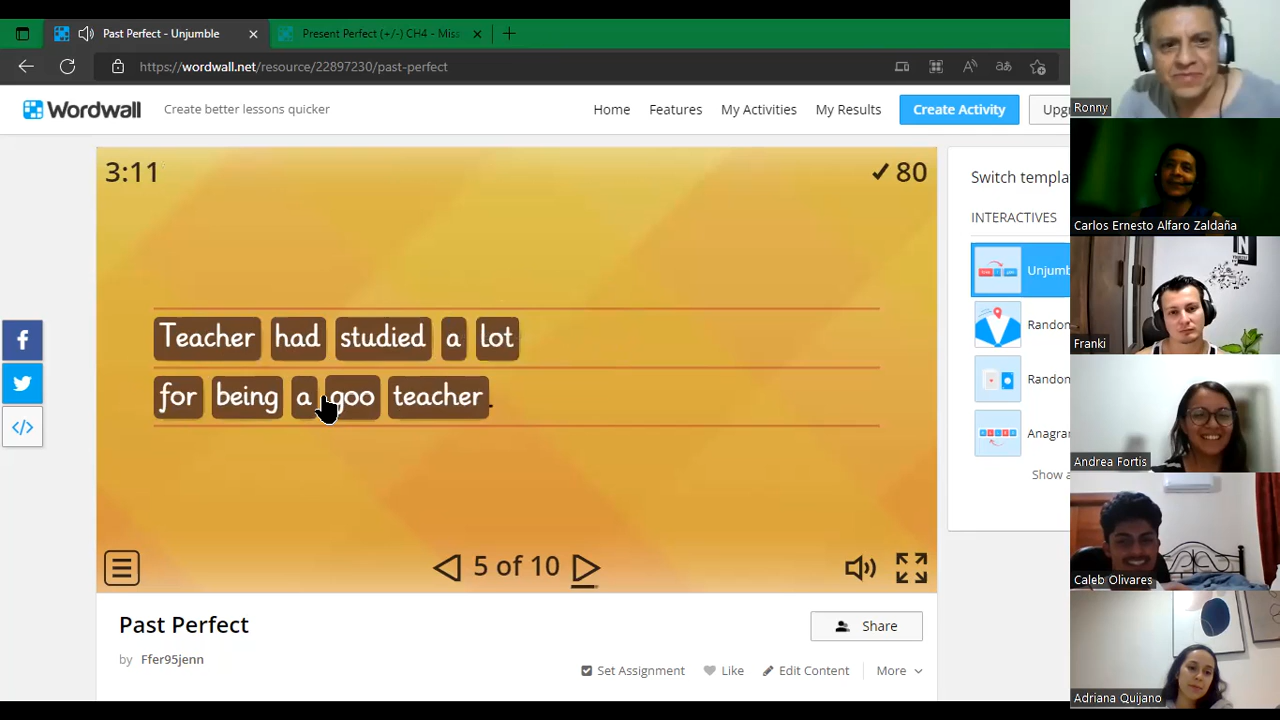 Past Perfect - Unjumble
Present Perfect (+/-) CH4 - Miss
https://wordwall.net/resource/22897230/past-perfect
Wordwall
Create better lessons quicker
Home
Features
My Activities
My Results
Create Activity
Upg
3:11
80
Teacher had studied a lot
for being a goo teacher.
5 of 10
Past Perfect
by Ffer95jenn
Share
Set Assignment
Like
Edit Content
More
Switch templa
INTERACTIVES
Unjumb
Random
Random
Anagra
Show a
Ronny
Carlos Ernesto Alfaro Zaldaña
Franki
Andrea Fortis
Caleb Olivares
Adriana Quijano